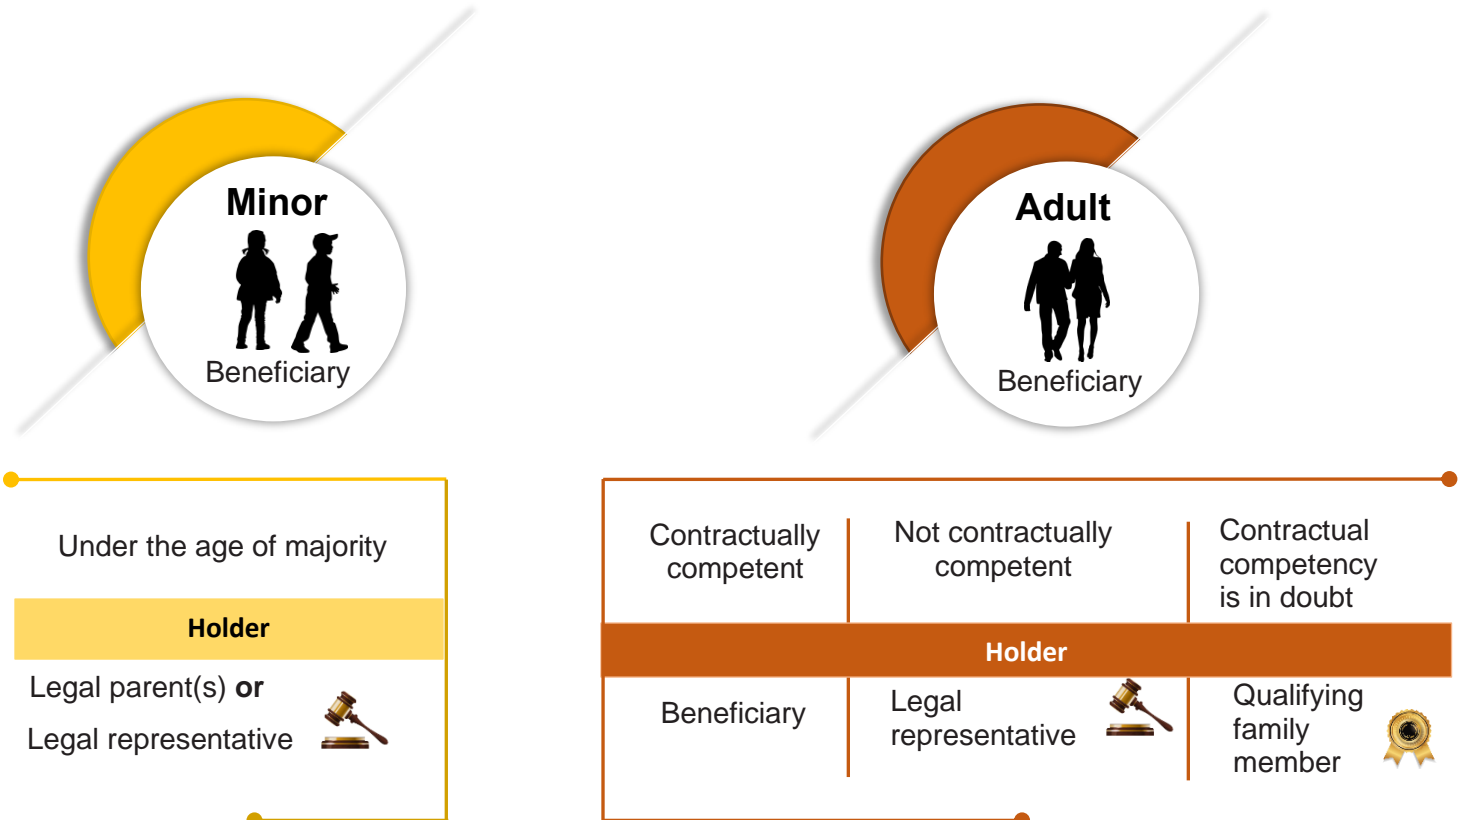 Minor
Beneficiary
Under the age of majority
Holder
Legal parent(s) or
Legal representative
Adult
Beneficiary
Contractually
competent
Not contractually
competent
Contractual
competency
is in doubt
Holder
Beneficiary
Legal
representative
Qualifying
family
member